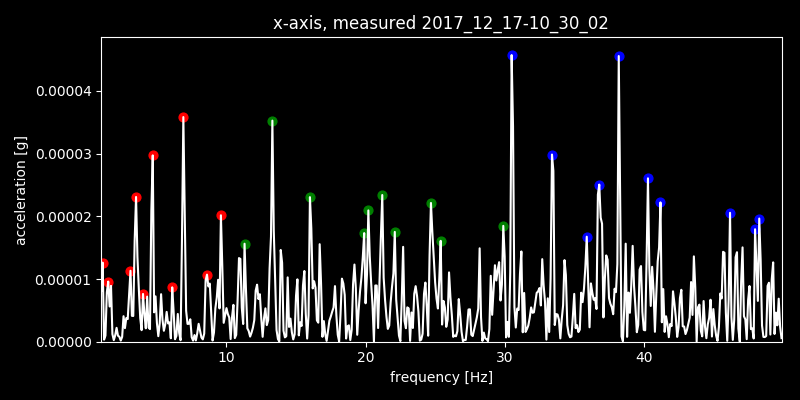 x-axis, measured 2017_12_17-10_30_02
acceleration [g]
0.00004
0.00003
0.00002
0.00001
0.00000
10 20 30 40
frequency [Hz]